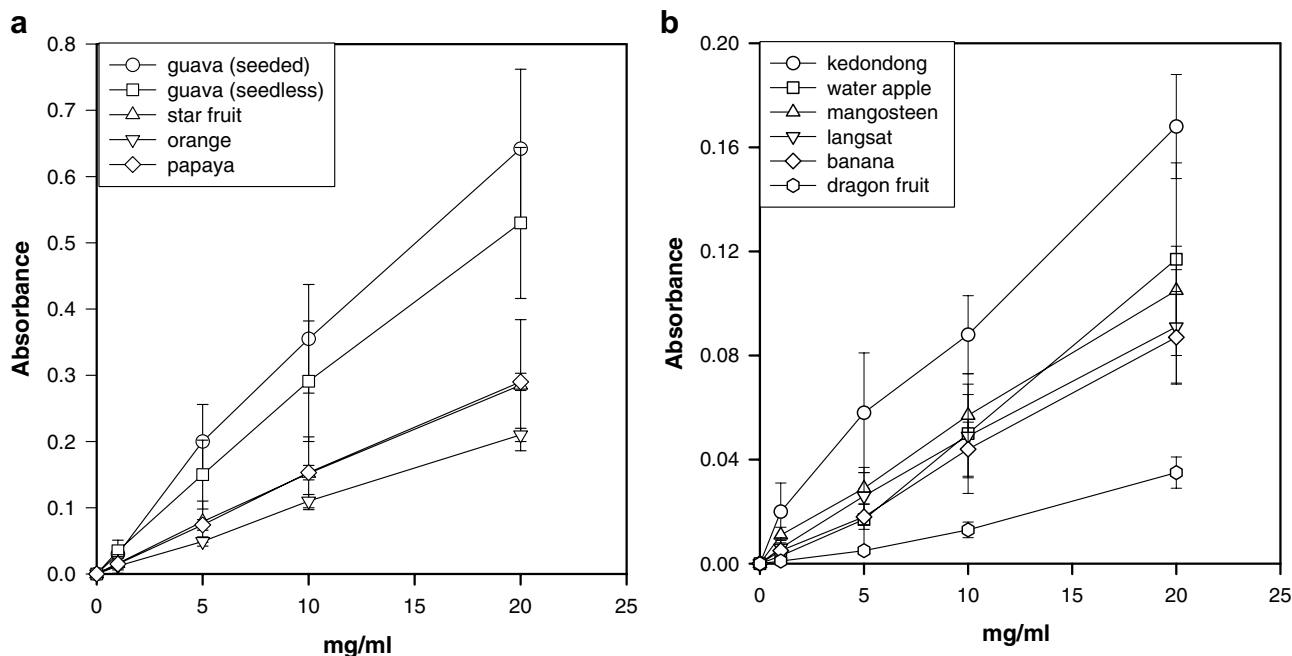 a
0.8
0.7
0.6
0.5
0.4
0.3
0.2
0.1
0.0
Absorbance
guava (seeded)
guava (seedless)
star fruit
orange
papaya
0 5 10 15 20 25
mg/ml
b
0.20
0.16
0.12
0.08
0.04
0.00
Absorbance
kedondong
water apple
mangosteen
langsat
banana
dragon fruit
0 5 10 15 20 25
mg/ml